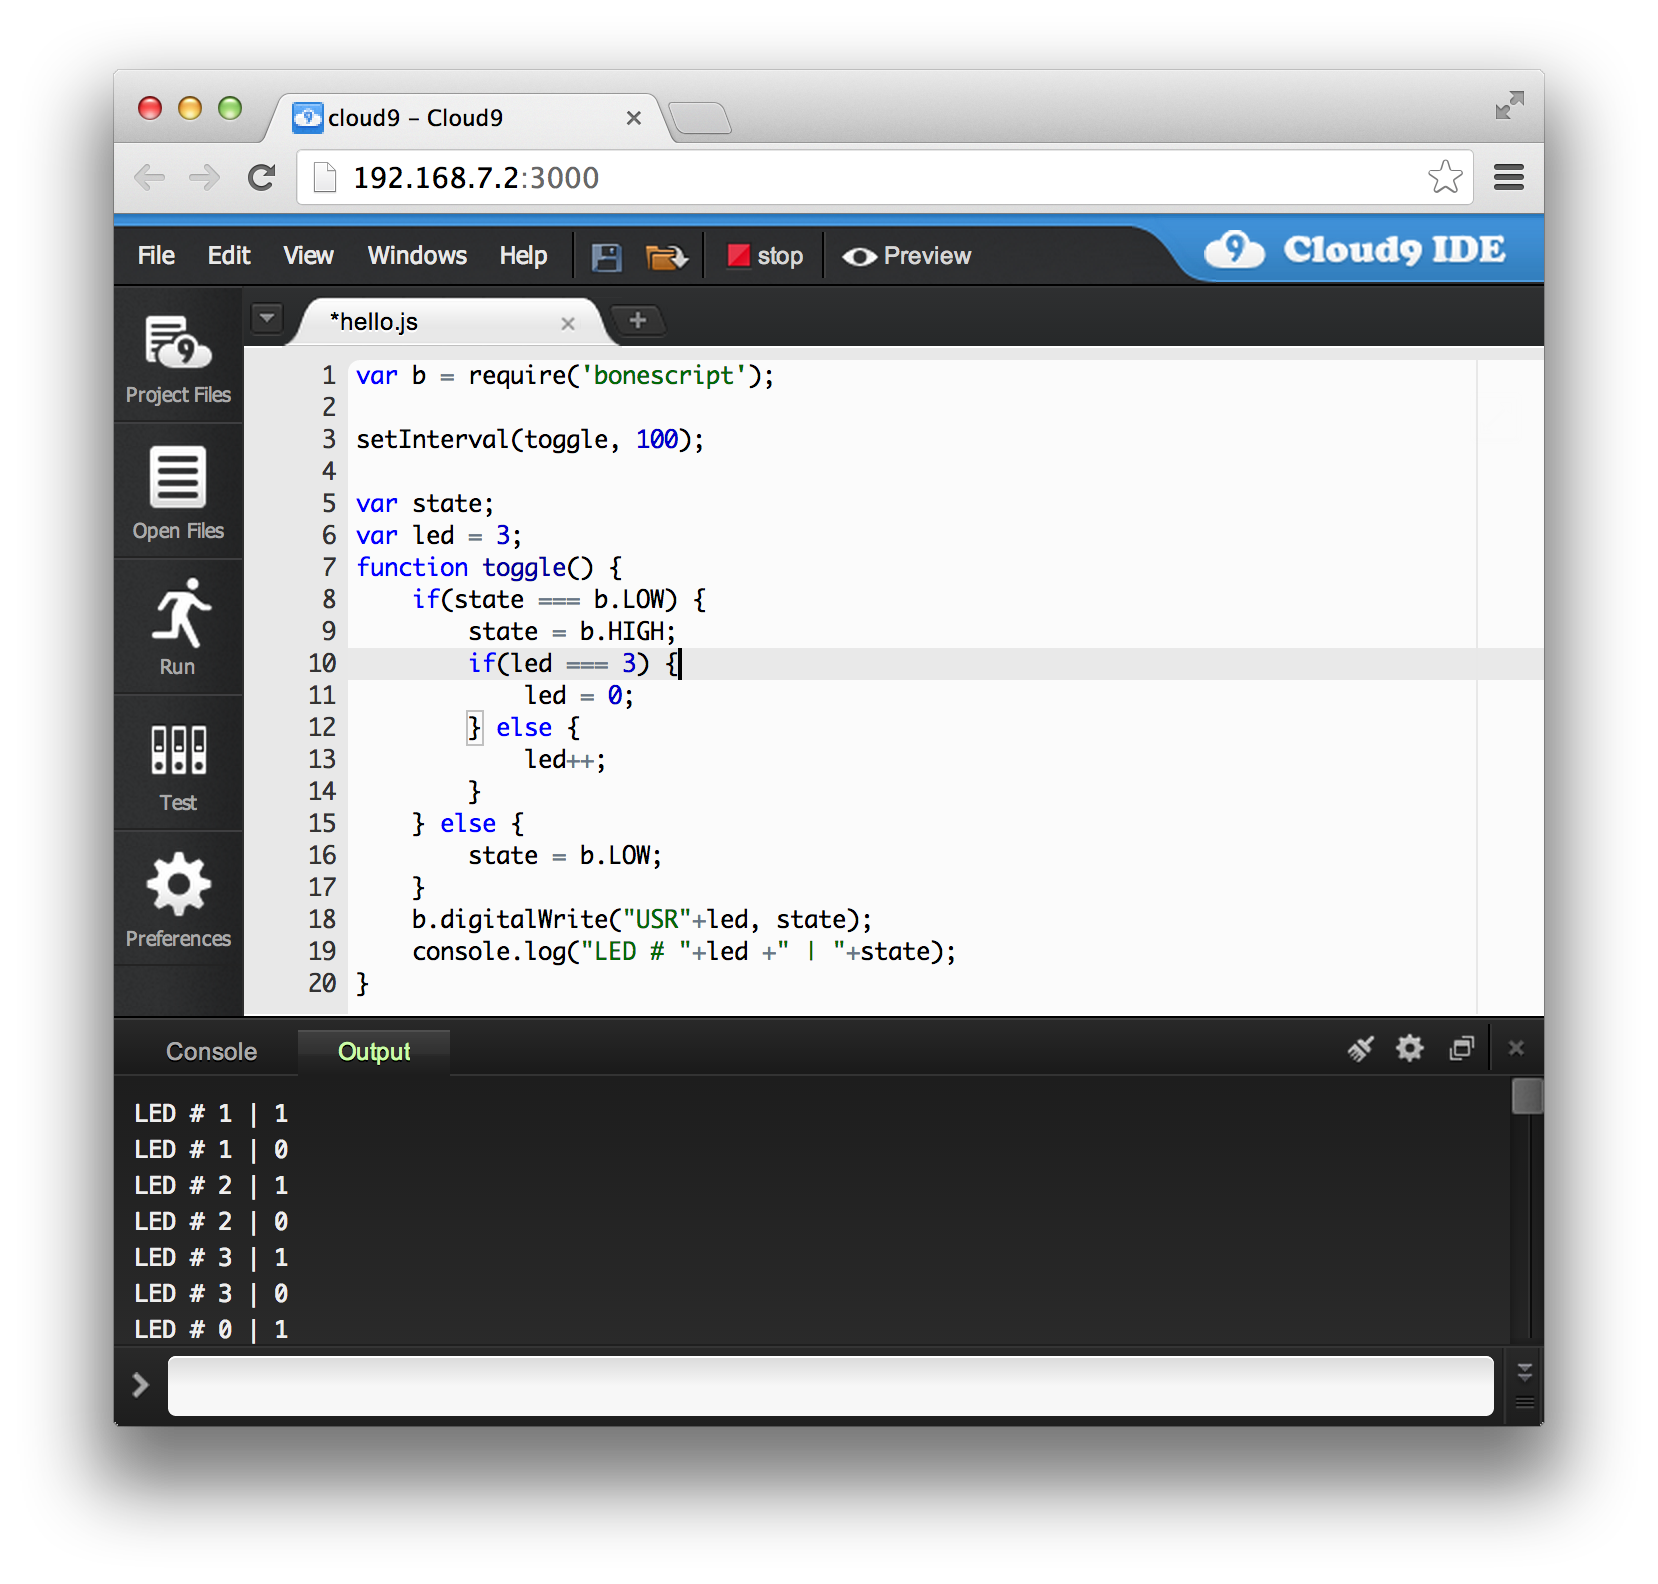 cloud9 – Cloud9
192.168.7.2:3000
File Edit View Windows Help stop Preview 9 Cloud9 IDE
*hello.js
9
Project Files
Open Files
Run
Test
Preferences
1 var b = require('bonescript');
2
3 setInterval(toggle, 100);
4
5 var state;
6 var led = 3;
7 function toggle() {
8     if(state === b.LOW) {
9         state = b.HIGH;
10         if(led === 3) {
11             led = 0;
12         } else {
13             led++;
14         }
15     } else {
16         state = b.LOW;
17     }
18     b.digitalWrite("USR"+led, state);
19     console.log("LED # "+led +" | "+state);
20 }
Console Output
LED # 1 | 1
LED # 1 | 0
LED # 2 | 1
LED # 2 | 0
LED # 3 | 1
LED # 3 | 0
LED # 0 | 1